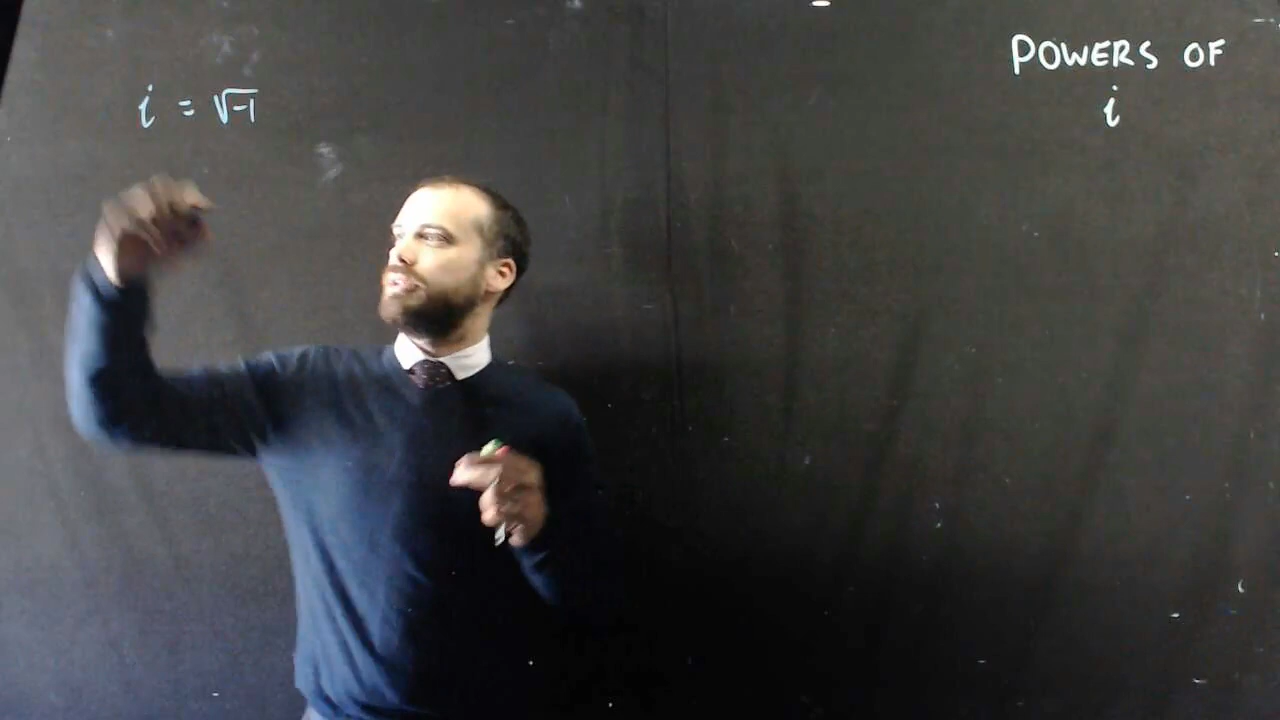 i = √-1
POWERS OF
i